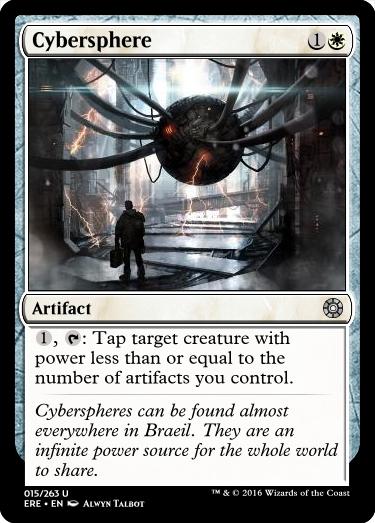 Cybersphere 1
Artifact
1, : Tap target creature with
power less than or equal to the
number of artifacts you control.
Cyberspheres can be found almost
everywhere in Braeil. They are an
infinite power source for the whole world
to share.
015/263 U
ERE • EN Alwyn Talbot
™ & © 2016 Wizards of the Coast